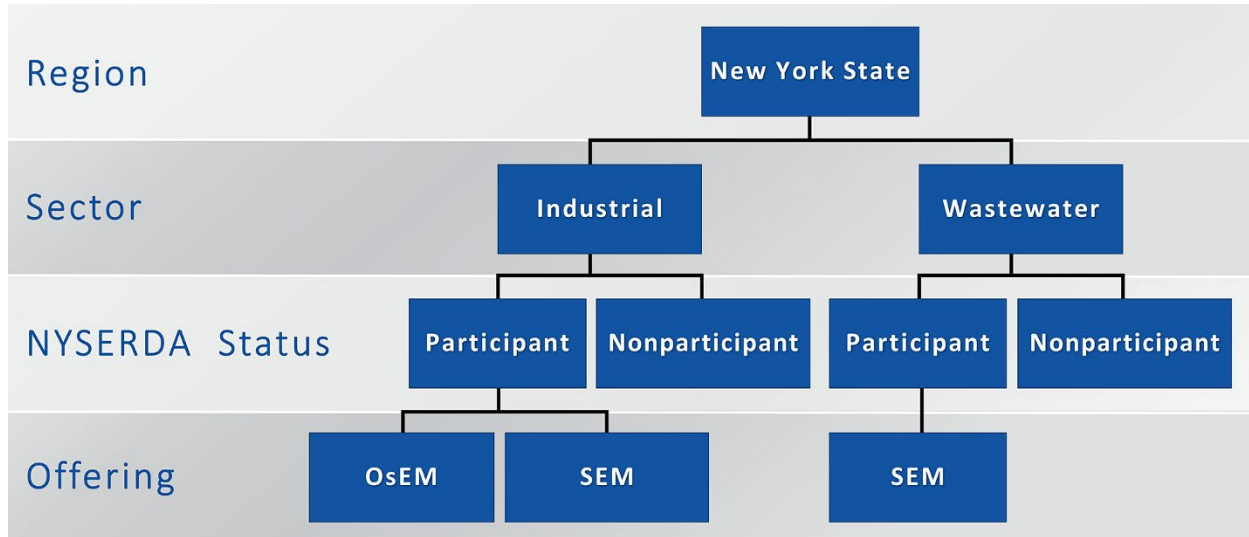 Region
New York State
Sector
Industrial
Wastewater
NYSERDA Status
Participant
Nonparticipant
Participant
Nonparticipant
Offering
OsEM
SEM
SEM